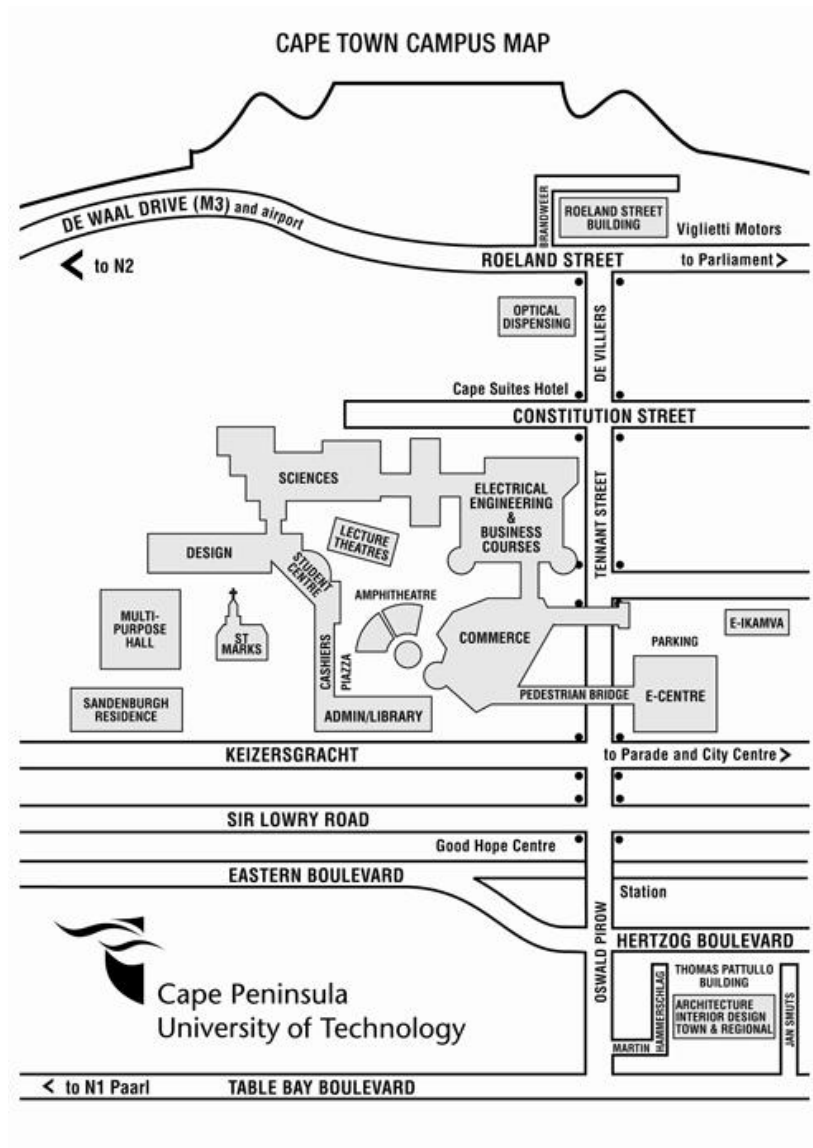 CAPE TOWN CAMPUS MAP
DE WAAL DRIVE (M3) and airport
BRANDWEER
ROELAND STREET
BUILDING
Viglietti Motors
to N2
ROELAND STREET
to Parliament
OPTICAL
DISPENSING
DE VILLIERS
Cape Suites Hotel
CONSTITUTION STREET
SCIENCES
ELECTRICAL
ENGINEERING
&
BUSINESS
COURSES
TENNANT STREET
LECTURE
THEATRES
DESIGN
STUDENT
CENTRE
AMPHITHEATRE
MULTI-
PURPOSE
HALL
ST
MARKS
CASHIERS
PIAZZA
COMMERCE
E-IKAMVA
PARKING
SANDENBURGH
RESIDENCE
ADMIN/LIBRARY
PEDESTRIAN BRIDGE
E-CENTRE
KEIZERSGRACHT
to Parade and City Centre
SIR LOWRY ROAD
Good Hope Centre
EASTERN BOULEVARD
Station
OSWALD PIROW
HERTZOG BOULEVARD
Cape Peninsula
University of Technology
THOMAS PATTULLO
BUILDING
ARCHITECTURE
INTERIOR DESIGN
TOWN & REGIONAL
MARTIN
HAMMERSCHLAG
JAN SMUTS
to N1 Paarl
TABLE BAY BOULEVARD